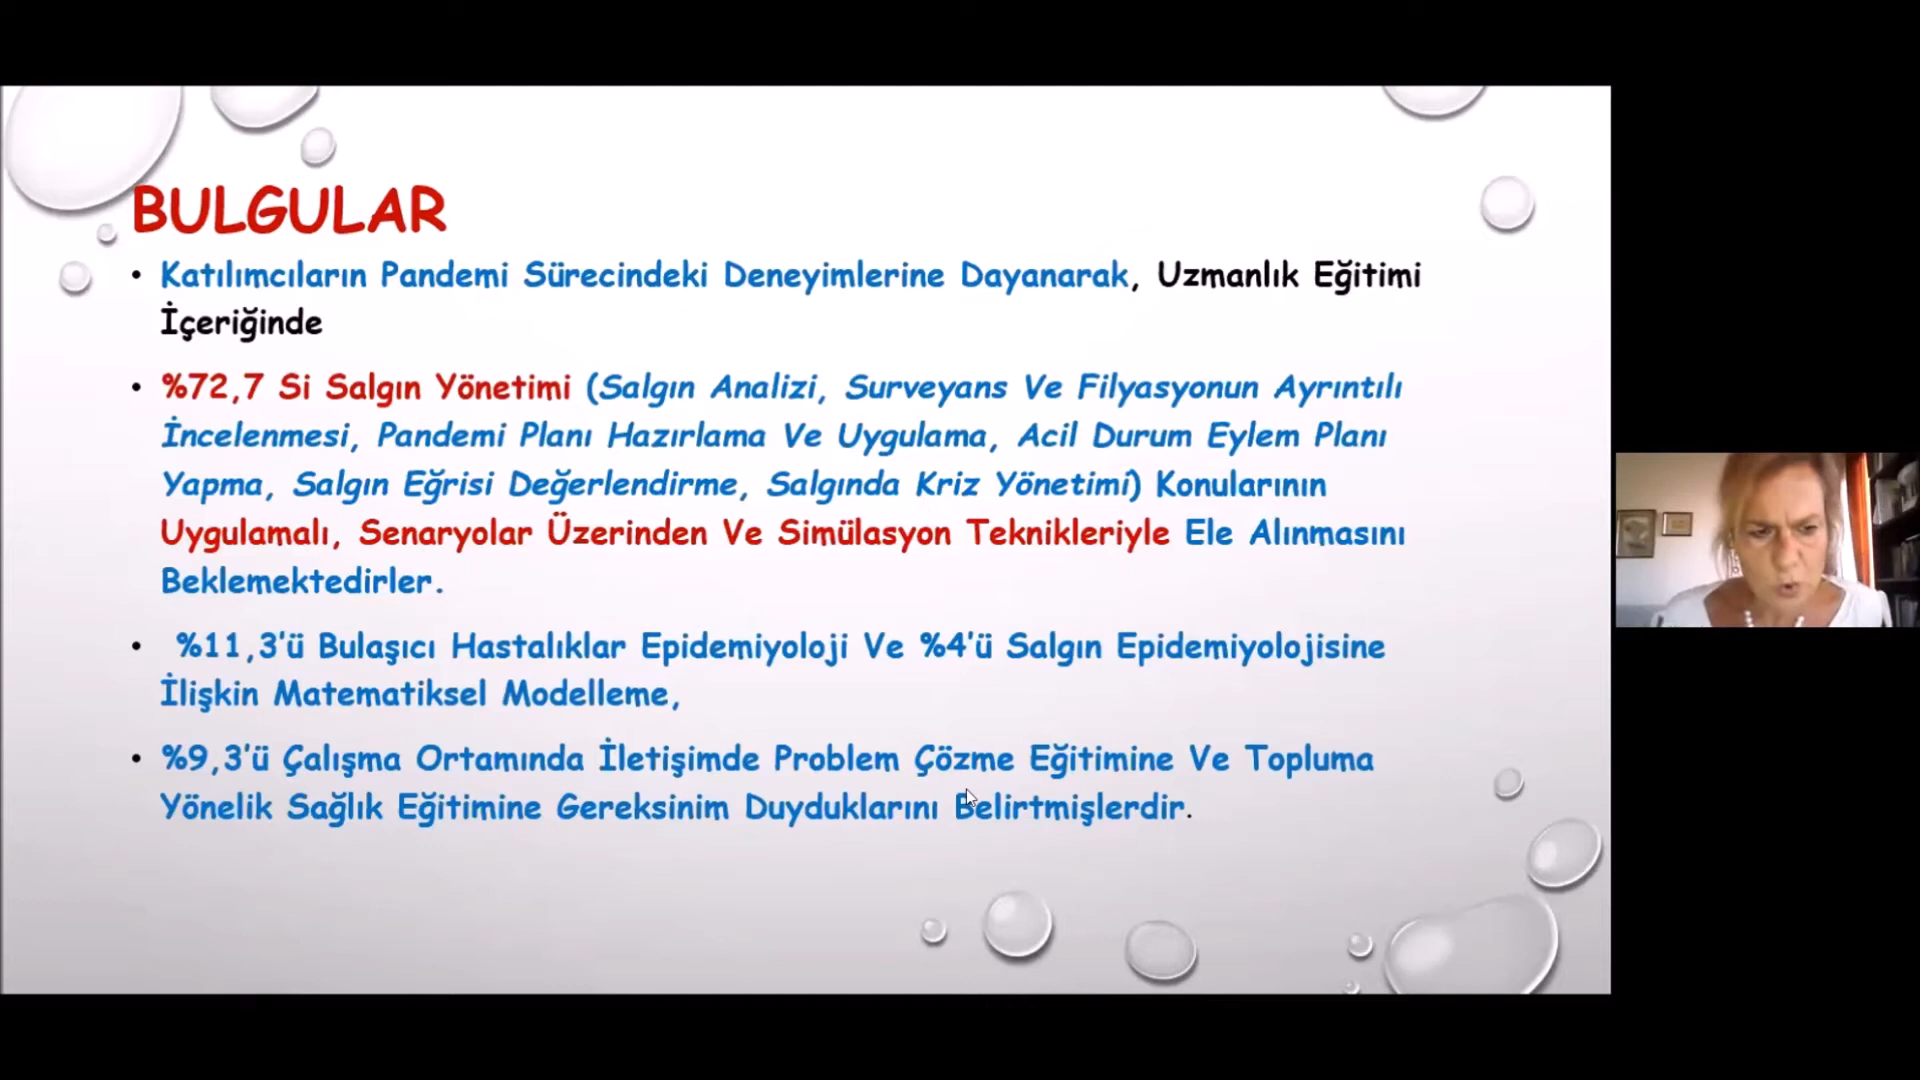 BULGULAR
• Katılımcıların Pandemi Sürecindeki Deneyimlerine Dayanarak, Uzmanlık Eğitimi
İçeriğinde
• %72,7 Si Salgın Yönetimi (Salgın Analizi, Surveyans Ve Filyasyonun Ayrıntılı
İncelenmesi, Pandemi Planı Hazırlama Ve Uygulama, Acil Durum Eylem Planı
Yapma, Salgın Eğrisi Değerlendirme, Salgında Kriz Yönetimi) Konularının
Uygulamalı, Senaryolar Üzerinden Ve Simülasyon Teknikleriyle Ele Alınmasını
Beklemektedirler.
• %11,3'ü Bulaşıcı Hastalıklar Epidemiyoloji Ve %4'ü Salgın Epidemiyolojisine
İlişkin Matematiksel Modelleme,
• %9,3'ü Çalışma Ortamında İletişimde Problem Çözme Eğitimine Ve Topluma
Yönelik Sağlık Eğitimine Gereksinim Duyduklarını Belirtmişlerdir.